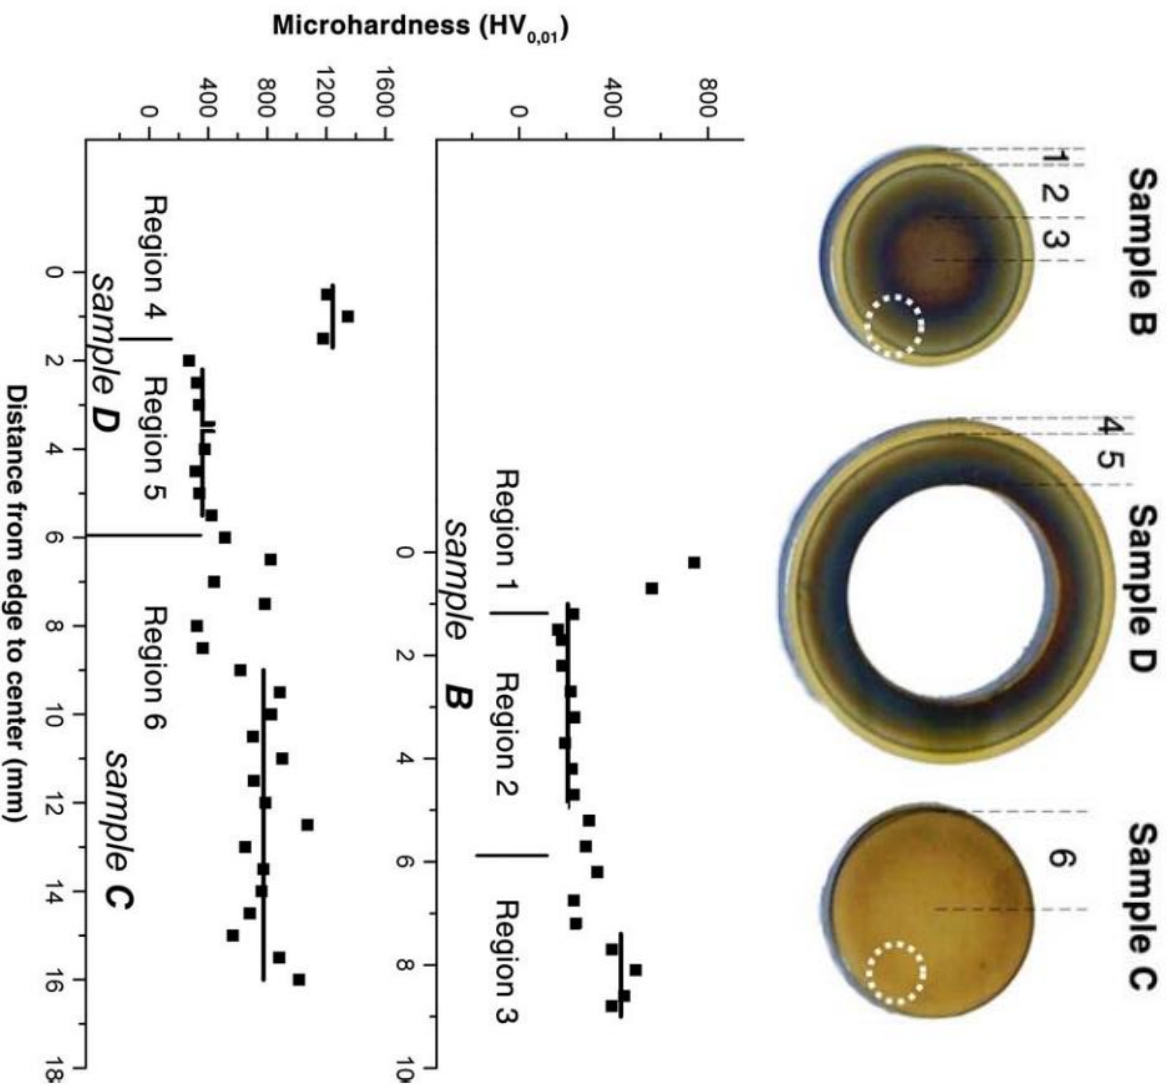 Sample B
Sample D
Sample C
1
2
3
4
5
6
Microhardness (HV0,01)
800
400
0
Region 1
Region 2
Region 3
sample B
0
2
4
6
8
10
1600
1200
800
400
0
Region 4
Region 5
Region 6
sample D
sample C
0
2
4
6
8
10
12
14
16
18
Distance from edge to center (mm)